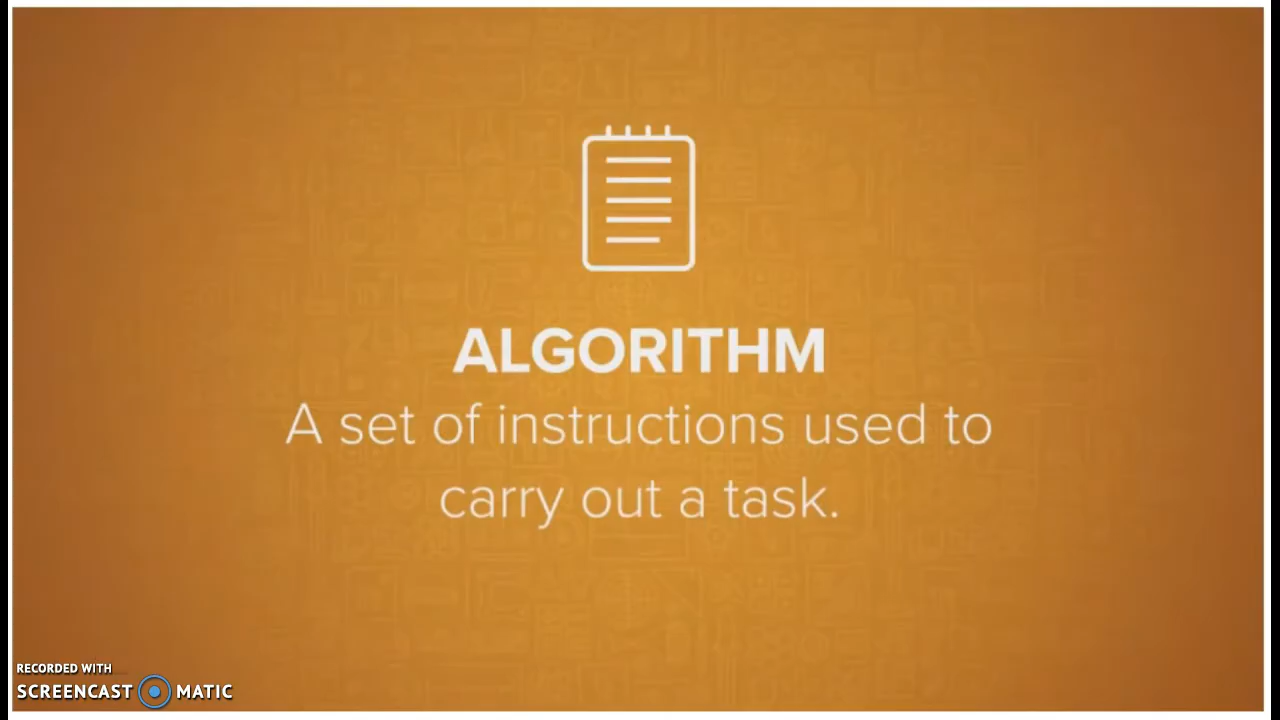 ALGORITHM
A set of instructions used to
carry out a task.
RECORDED WITH
SCREENCAST MATIC